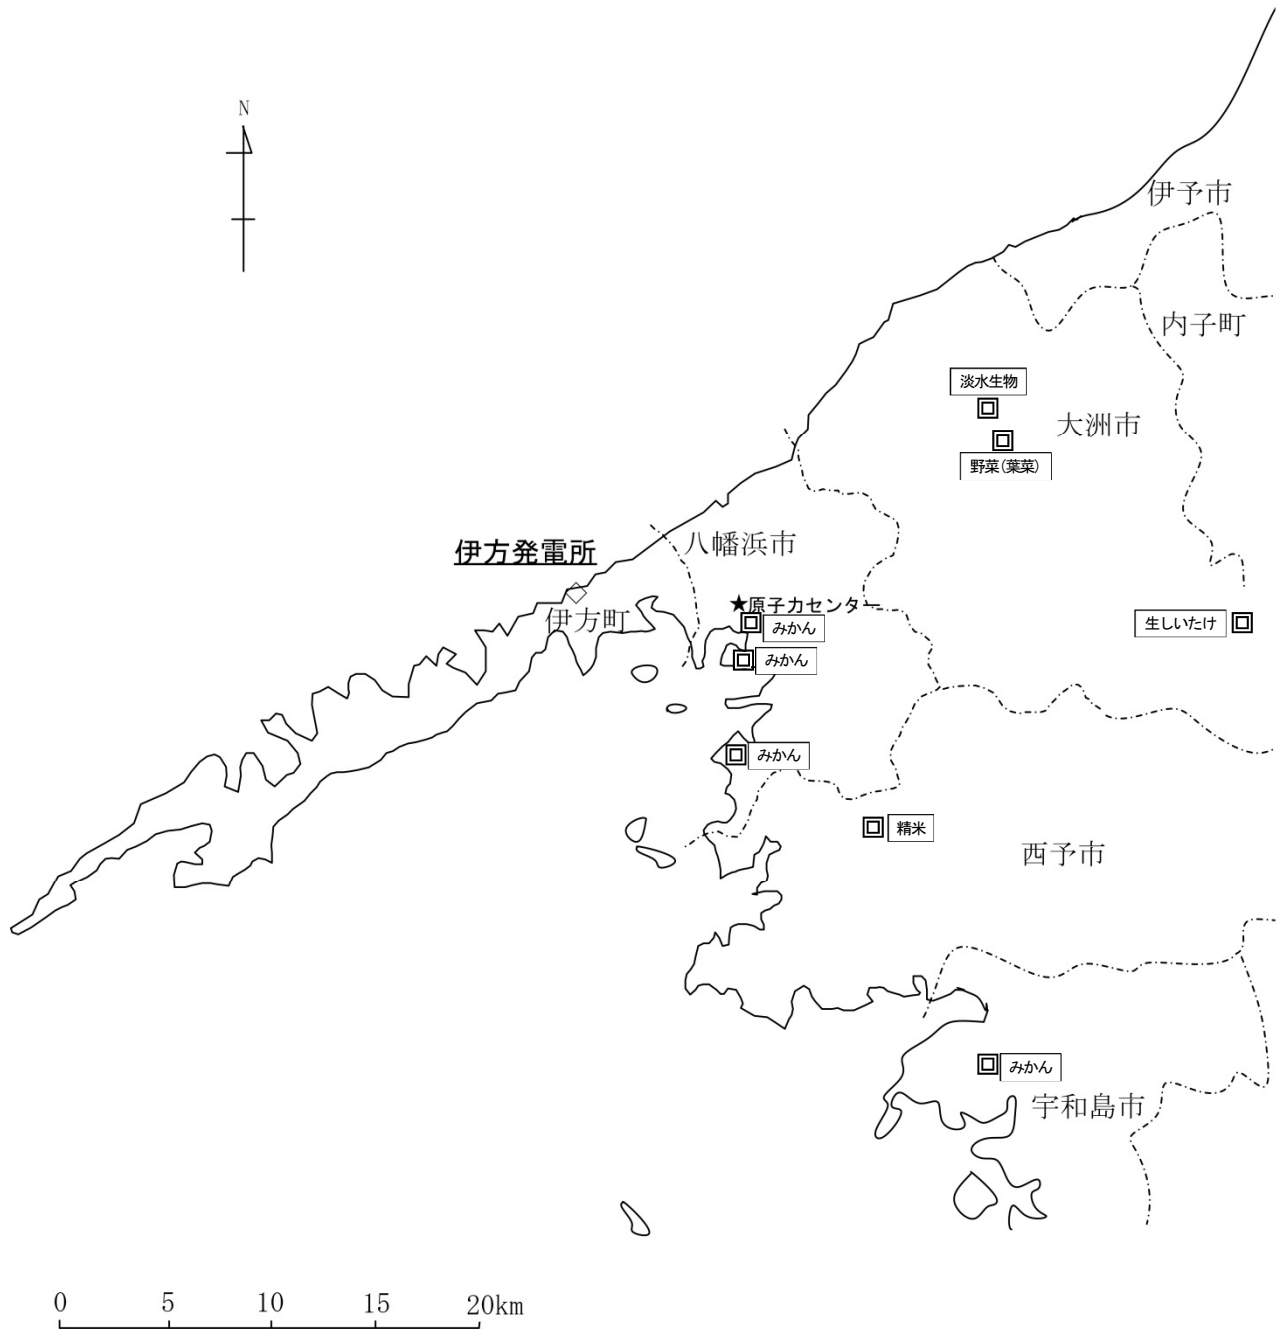 N
伊予市
内子町
淡水生物
大洲市
野菜(葉菜)
八幡浜市
伊方発電所
★原子力センター
伊方町
みかん
生しいたけ
みかん
みかん
精米
西予市
みかん
宇和島市
0 5 10 15 20km